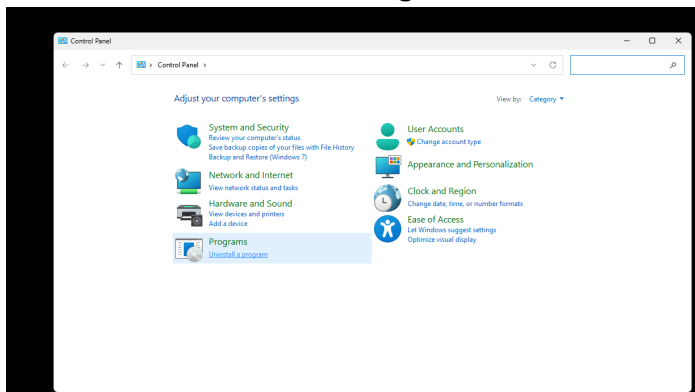 Control Panel
Control Panel
Adjust your computer's settings
View by: Category
System and Security
Review your computer's status
Save backup copies of your files with File History
Backup and Restore (Windows 7)
Network and Internet
View network status and tasks
Hardware and Sound
View devices and printers
Add a device
Programs
Uninstall a program
User Accounts
Change account type
Appearance and Personalization
Clock and Region
Change date, time, or number formats
Ease of Access
Let Windows suggest settings
Optimize visual display